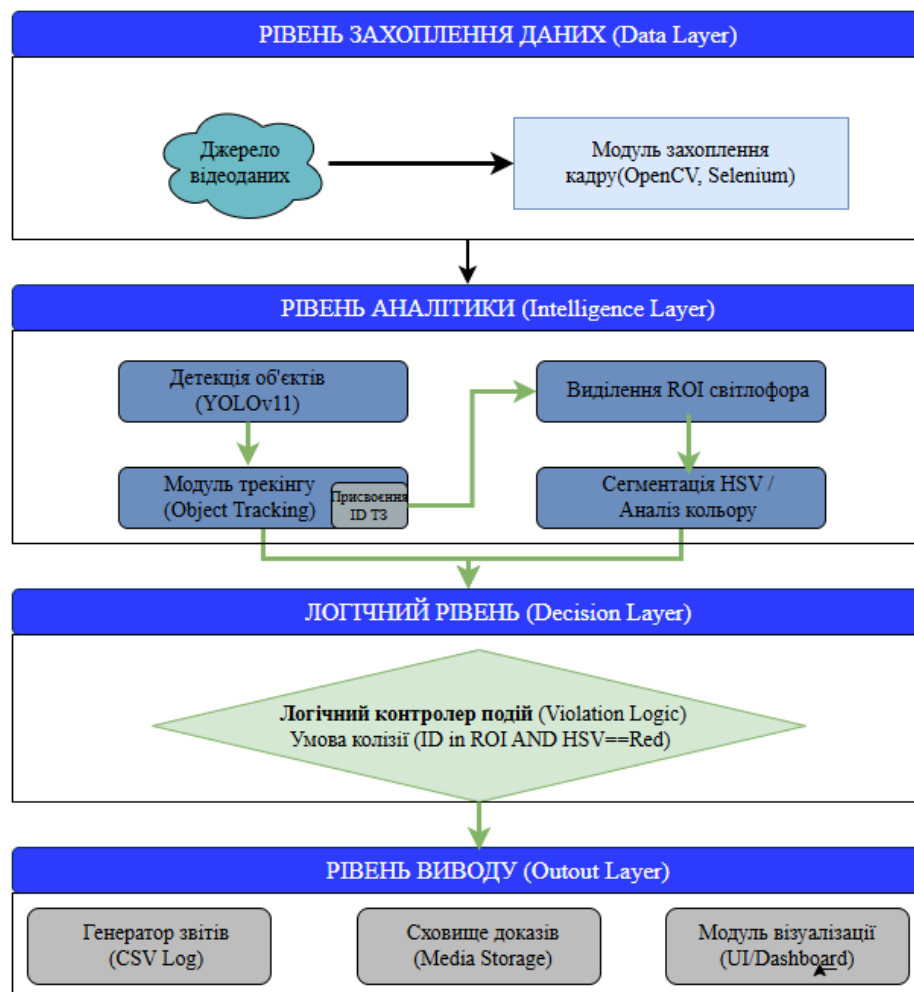 РІВЕНЬ ЗАХОПЛЕННЯ ДАНИХ (Data Layer)
Джерело
відеоданих
Модуль захоплення
кадру(OpenCV, Selenium)
РІВЕНЬ АНАЛІТИКИ (Intelligence Layer)
Детекція об'єктів
(YOLOv11)
Виділення ROI світлофора
Модуль трекінгу
(Object Tracking)
Присвоєння
ID ТЗ
Сегментація HSV /
Аналіз кольору
ЛОГІЧНИЙ РІВЕНЬ (Decision Layer)
Логічний контролер подій (Violation Logic)
Умова колізії (ID in ROI AND HSV==Red)
РІВЕНЬ ВИВОДУ (Outout Layer)
Генератор звітів
(CSV Log)
Сховище доказів
(Media Storage)
Модуль візуалізації
(UI/Dashboard)